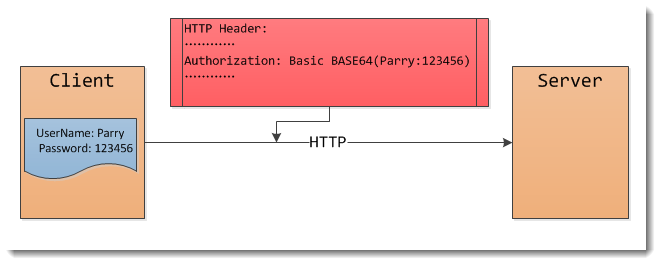 HTTP Header:
............
Authorization: Basic BASE64(Parry:123456)
............
Client
UserName: Parry
Password: 123456
HTTP
Server